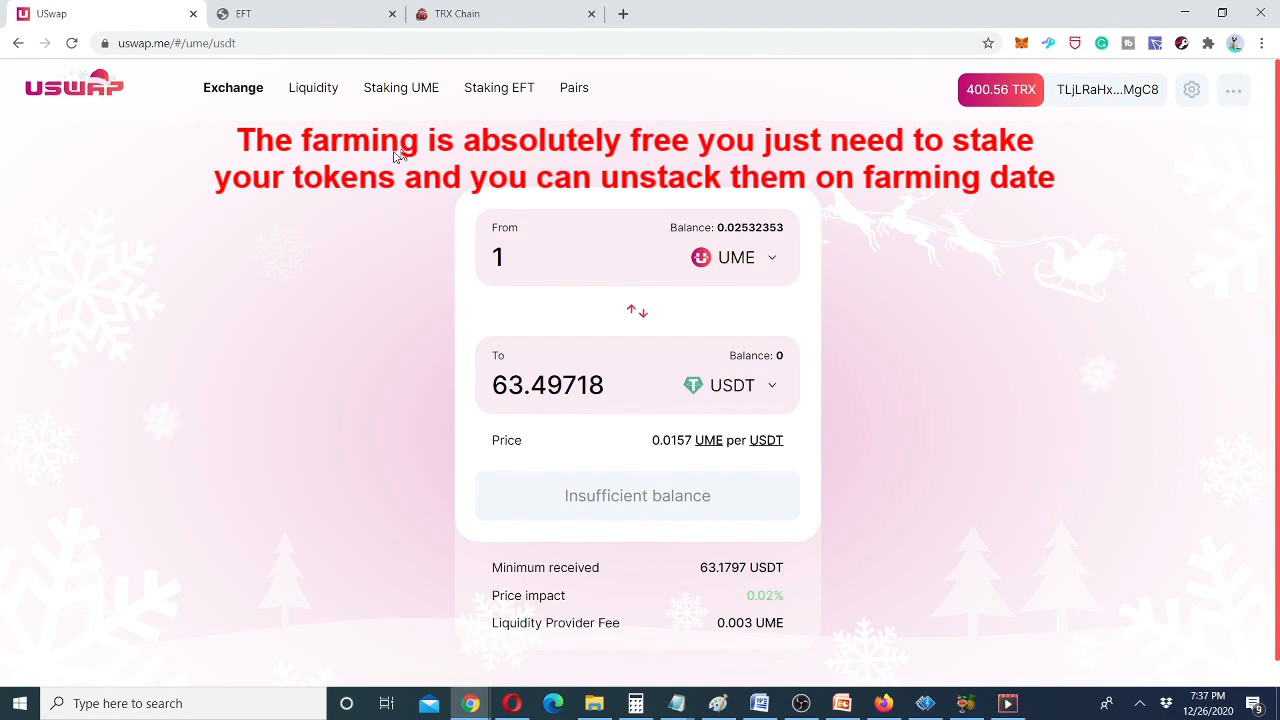 USwap
EFT
TRX Chain
uswap.me/#/ume/usdt
USWAP
Exchange
Liquidity
Staking UME
Staking EFT
Pairs
400.56 TRX
TLjLRaHx...MgC8
The farming is absolutely free you just need to stake
your tokens and you can unstack them on farming date
From
Balance: 0.02532353
1
UME
To
Balance: 0
63.49718
USDT
Price
0.0157 UME per USDT
Insufficient balance
Minimum received
63.1797 USDT
Price impact
0.02%
Liquidity Provider Fee
0.003 UME
Type here to search
7:37 PM
12/26/2020
9